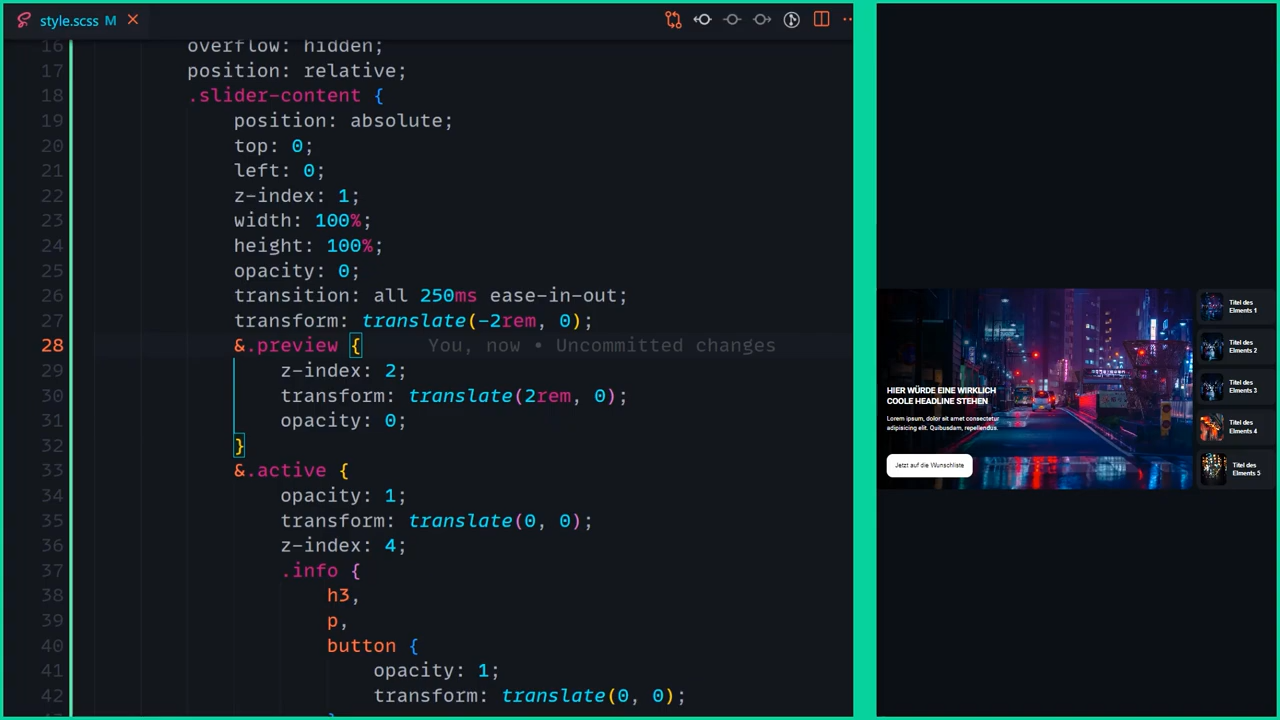 style.scss M
16 overflow: hidden;
17 position: relative;
18 .slider-content {
19 position: absolute;
20 top: 0;
21 left: 0;
22 z-index: 1;
23 width: 100%;
24 height: 100%;
25 opacity: 0;
26 transition: all 250ms ease-in-out;
27 transform: translate(-2rem, 0);
28 &.preview { You, now • Uncommitted changes
29 z-index: 2;
30 transform: translate(2rem, 0);
31 opacity: 0;
32 }
33 &.active {
34 opacity: 1;
35 transform: translate(0, 0);
36 z-index: 4;
37 .info {
38 h3,
39 p,
40 button {
41 opacity: 1;
42 transform: translate(0, 0);
HIER WÜRDE EINE WIRKLICH
COOLE HEADLINE STEHEN
Lorem ipsum, dolor sit amet consectetur
adipisicing elit. Quibusdam, repellendus.
Jetzt auf die Wunschliste
Titel des
Elments 1
Titel des
Elments 2
Titel des
Elments 3
Titel des
Elments 4
Titel des
Elments 5